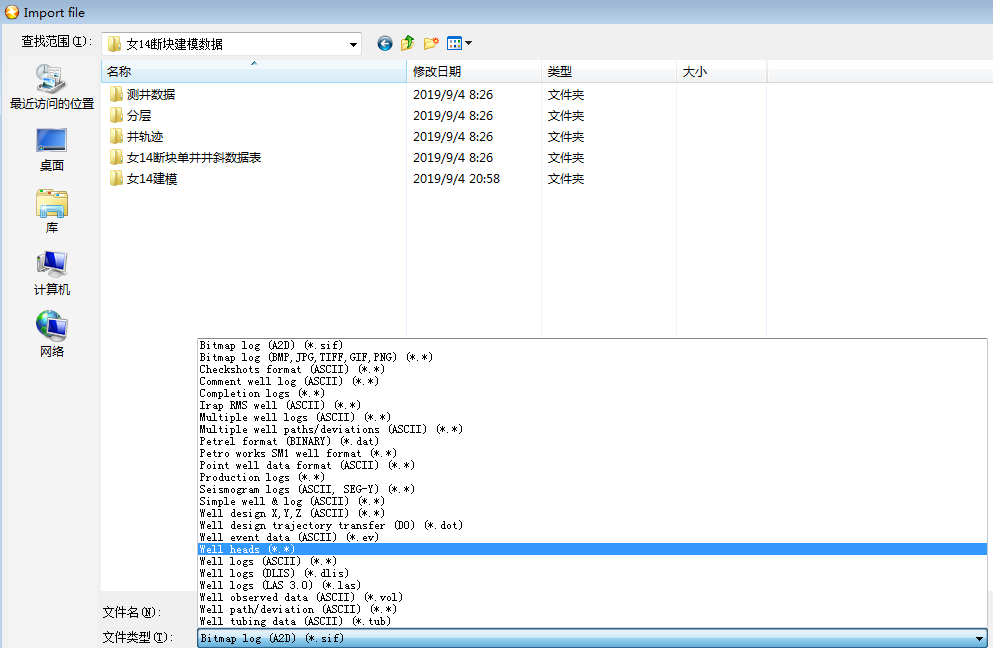 Import file
查找范围(I):
女14断块建模数据
名称 修改日期 类型 大小
最近访问的位置
桌面
库
计算机
网络
测井数据 2019/9/4 8:26 文件夹
分层 2019/9/4 8:26 文件夹
井轨迹 2019/9/4 8:26 文件夹
女14断块单井井斜数据表 2019/9/4 8:26 文件夹
女14建模 2019/9/4 20:58 文件夹
Bitmap log (A2D) (*.sif)
Bitmap log (BMP,JPG,TIFF,GIF,PNG) (*.*)
Checkshots format (ASCII) (*.*)
Comment well log (ASCII) (*.*)
Completion logs (*.*)
Irap RMS well (ASCII) (*.*)
Multiple well logs (ASCII) (*.*)
Multiple well paths/deviations (ASCII) (*.*)
Petrel format (BINARY) (*.dat)
Petro works SM1 well format (*.*)
Point well data format (ASCII) (*.*)
Production logs (*.*)
Seismogram logs (ASCII, SEG-Y) (*.*)
Simple well & log (ASCII) (*.*)
Well design X,Y,Z (ASCII) (*.*)
Well design trajectory transfer (DO) (*.dot)
Well event data (ASCII) (*.ev)
Well heads (*.*)
Well logs (ASCII) (*.*)
Well logs (DLIS) (*.dlis)
Well logs (LAS 3.0) (*.las)
Well observed data (ASCII) (*.vol)
Well path/deviation (ASCII) (*.*)
Well tubing data (ASCII) (*.tub)
文件名(N):
文件类型(T):
Bitmap log (A2D) (*.sif)